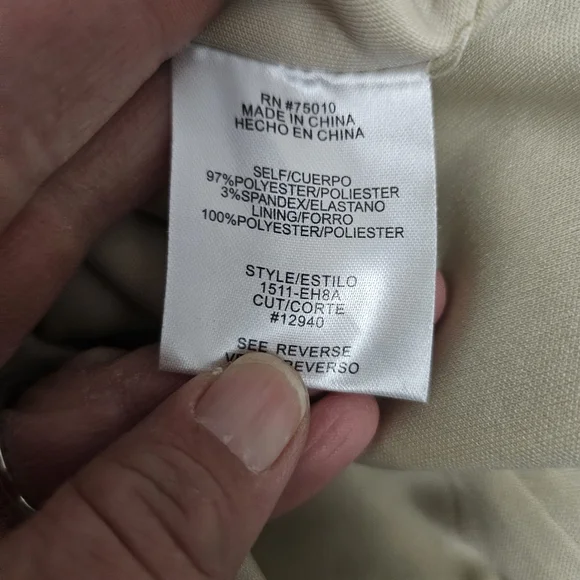 RN #75010
MADE IN CHINA
HECHO EN CHINA
SELF/CUERPO
97%POLYESTER/POLIESTER
3%SPANDEX/ELASTANO
LINING/FORRO
100%POLYESTER/POLIESTER
STYLE/ESTILO
1511-EH8A
CUT/CORTE
#12940
SEE REVERSE
REVERSO